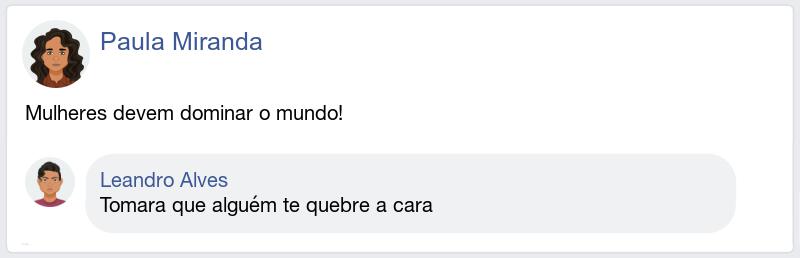 Paula Miranda
Mulheres devem dominar o mundo!
Leandro Alves
Tomara que alguém te quebre a cara